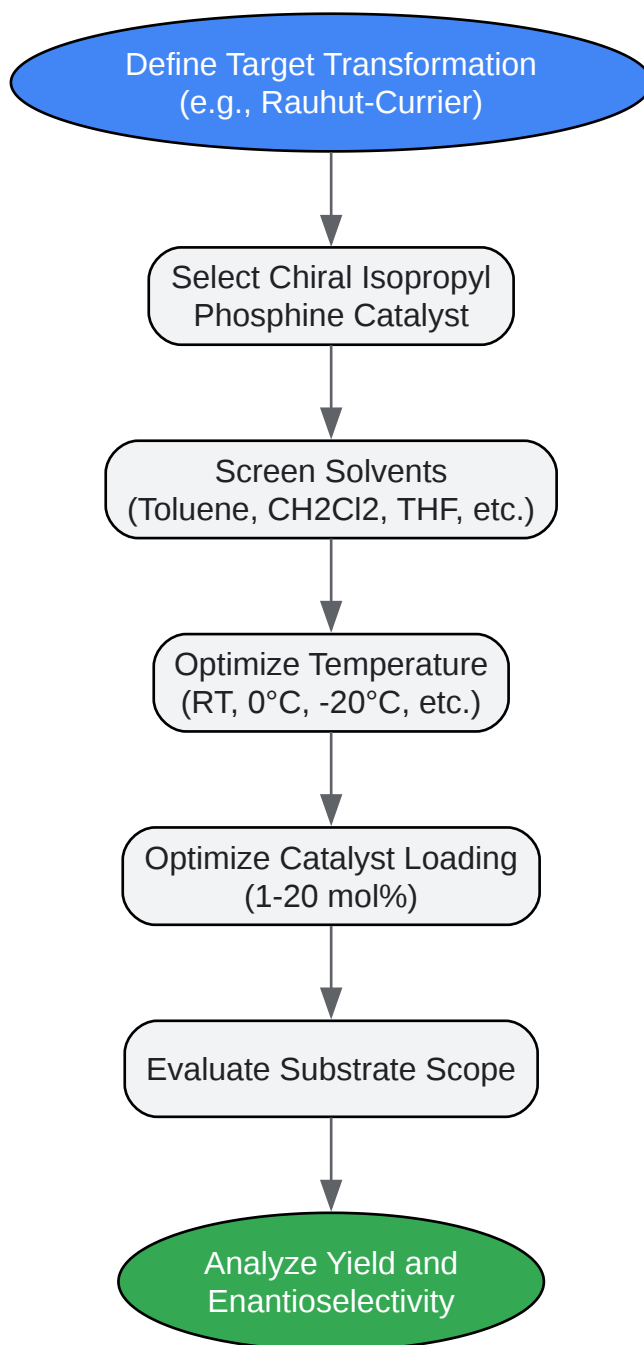 Define Target Transformation
(e.g., Rauhut-Currier)
Select Chiral Isopropyl
Phosphine Catalyst
Screen Solvents
(Toluene, CH2Cl2, THF, etc.)
Optimize Temperature
(RT, 0°C, -20°C, etc.)
Optimize Catalyst Loading
(1-20 mol%)
Evaluate Substrate Scope
Analyze Yield and
Enantioselectivity